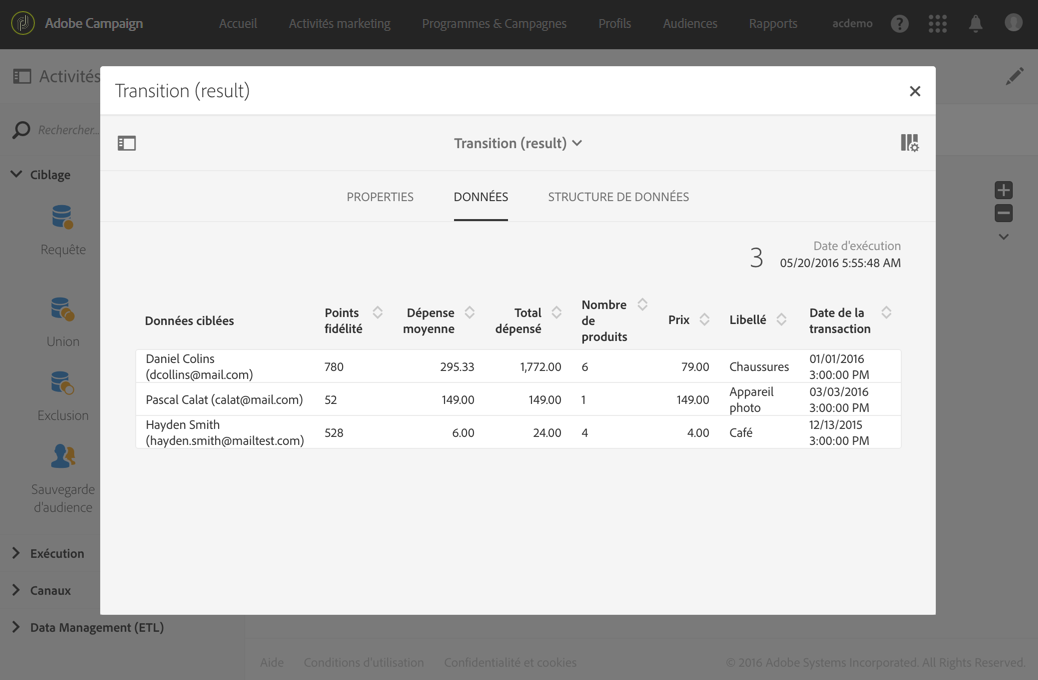 Adobe Campaign
Accueil
Activités marketing
Programmes & Campagnes
Profils
Audiences
Rapports
acdemo
Activités
Transition (result)
Rechercher...
Transition (result)
Ciblage
PROPERTIES
DONNÉES
STRUCTURE DE DONNÉES
Requête
3
Date d'exécution
05/20/2016 5:55:48 AM
Données ciblées
Points
fidélité
Dépense
moyenne
Total
dépensé
Nombre
de
produits
Prix
Libellé
Date de la
transaction
Daniel Colins
(dcollins@mail.com)
780
295.33
1,772.00
6
79.00
Chaussures
01/01/2016
3:00:00 PM
Pascal Calat (calat@mail.com)
52
149.00
149.00
1
149.00
Appareil
photo
03/03/2016
3:00:00 PM
Hayden Smith
(hayden.smith@mailtest.com)
528
6.00
24.00
4
4.00
Café
12/13/2015
3:00:00 PM
Union
Exclusion
Sauvegarde
d'audience
Exécution
Canaux
Data Management (ETL)
Aide
Conditions d'utilisation
Confidentialité et cookies
© 2016 Adobe Systems Incorporated. All Rights Reserved.